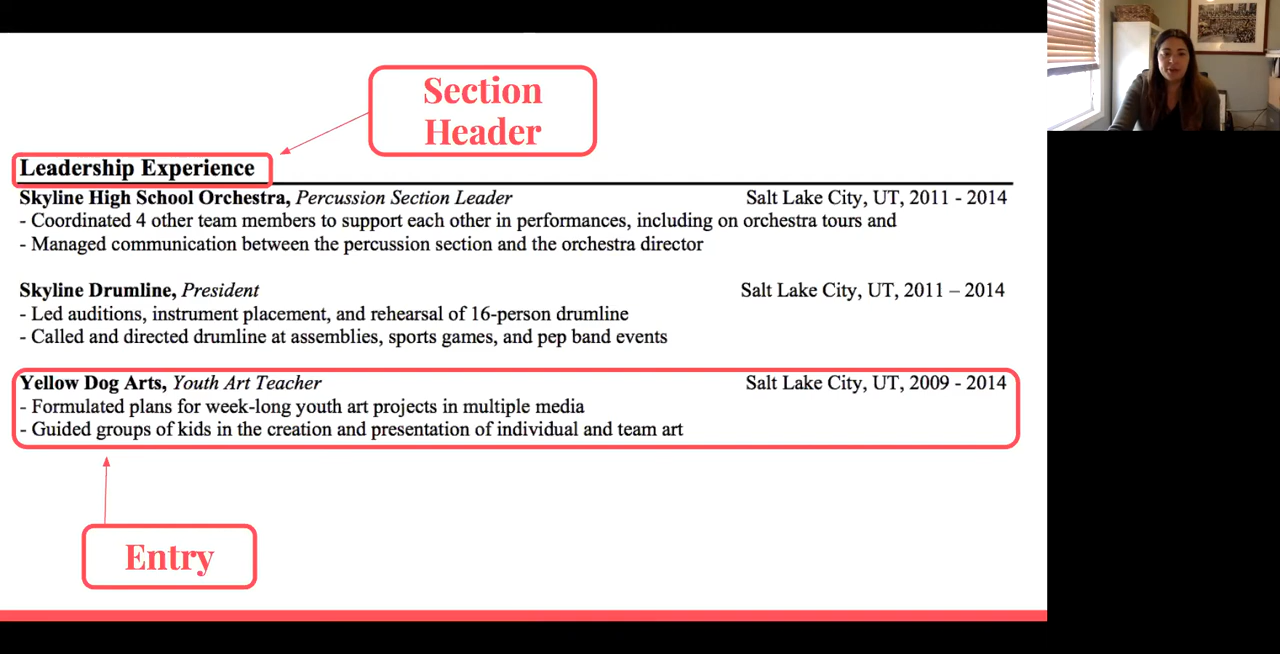 Section
Header
Leadership Experience
Skyline High School Orchestra, Percussion Section Leader Salt Lake City, UT, 2011 - 2014
- Coordinated 4 other team members to support each other in performances, including on orchestra tours and
- Managed communication between the percussion section and the orchestra director
Skyline Drumline, President Salt Lake City, UT, 2011 – 2014
- Led auditions, instrument placement, and rehearsal of 16-person drumline
- Called and directed drumline at assemblies, sports games, and pep band events
Yellow Dog Arts, Youth Art Teacher Salt Lake City, UT, 2009 - 2014
- Formulated plans for week-long youth art projects in multiple media
- Guided groups of kids in the creation and presentation of individual and team art
Entry